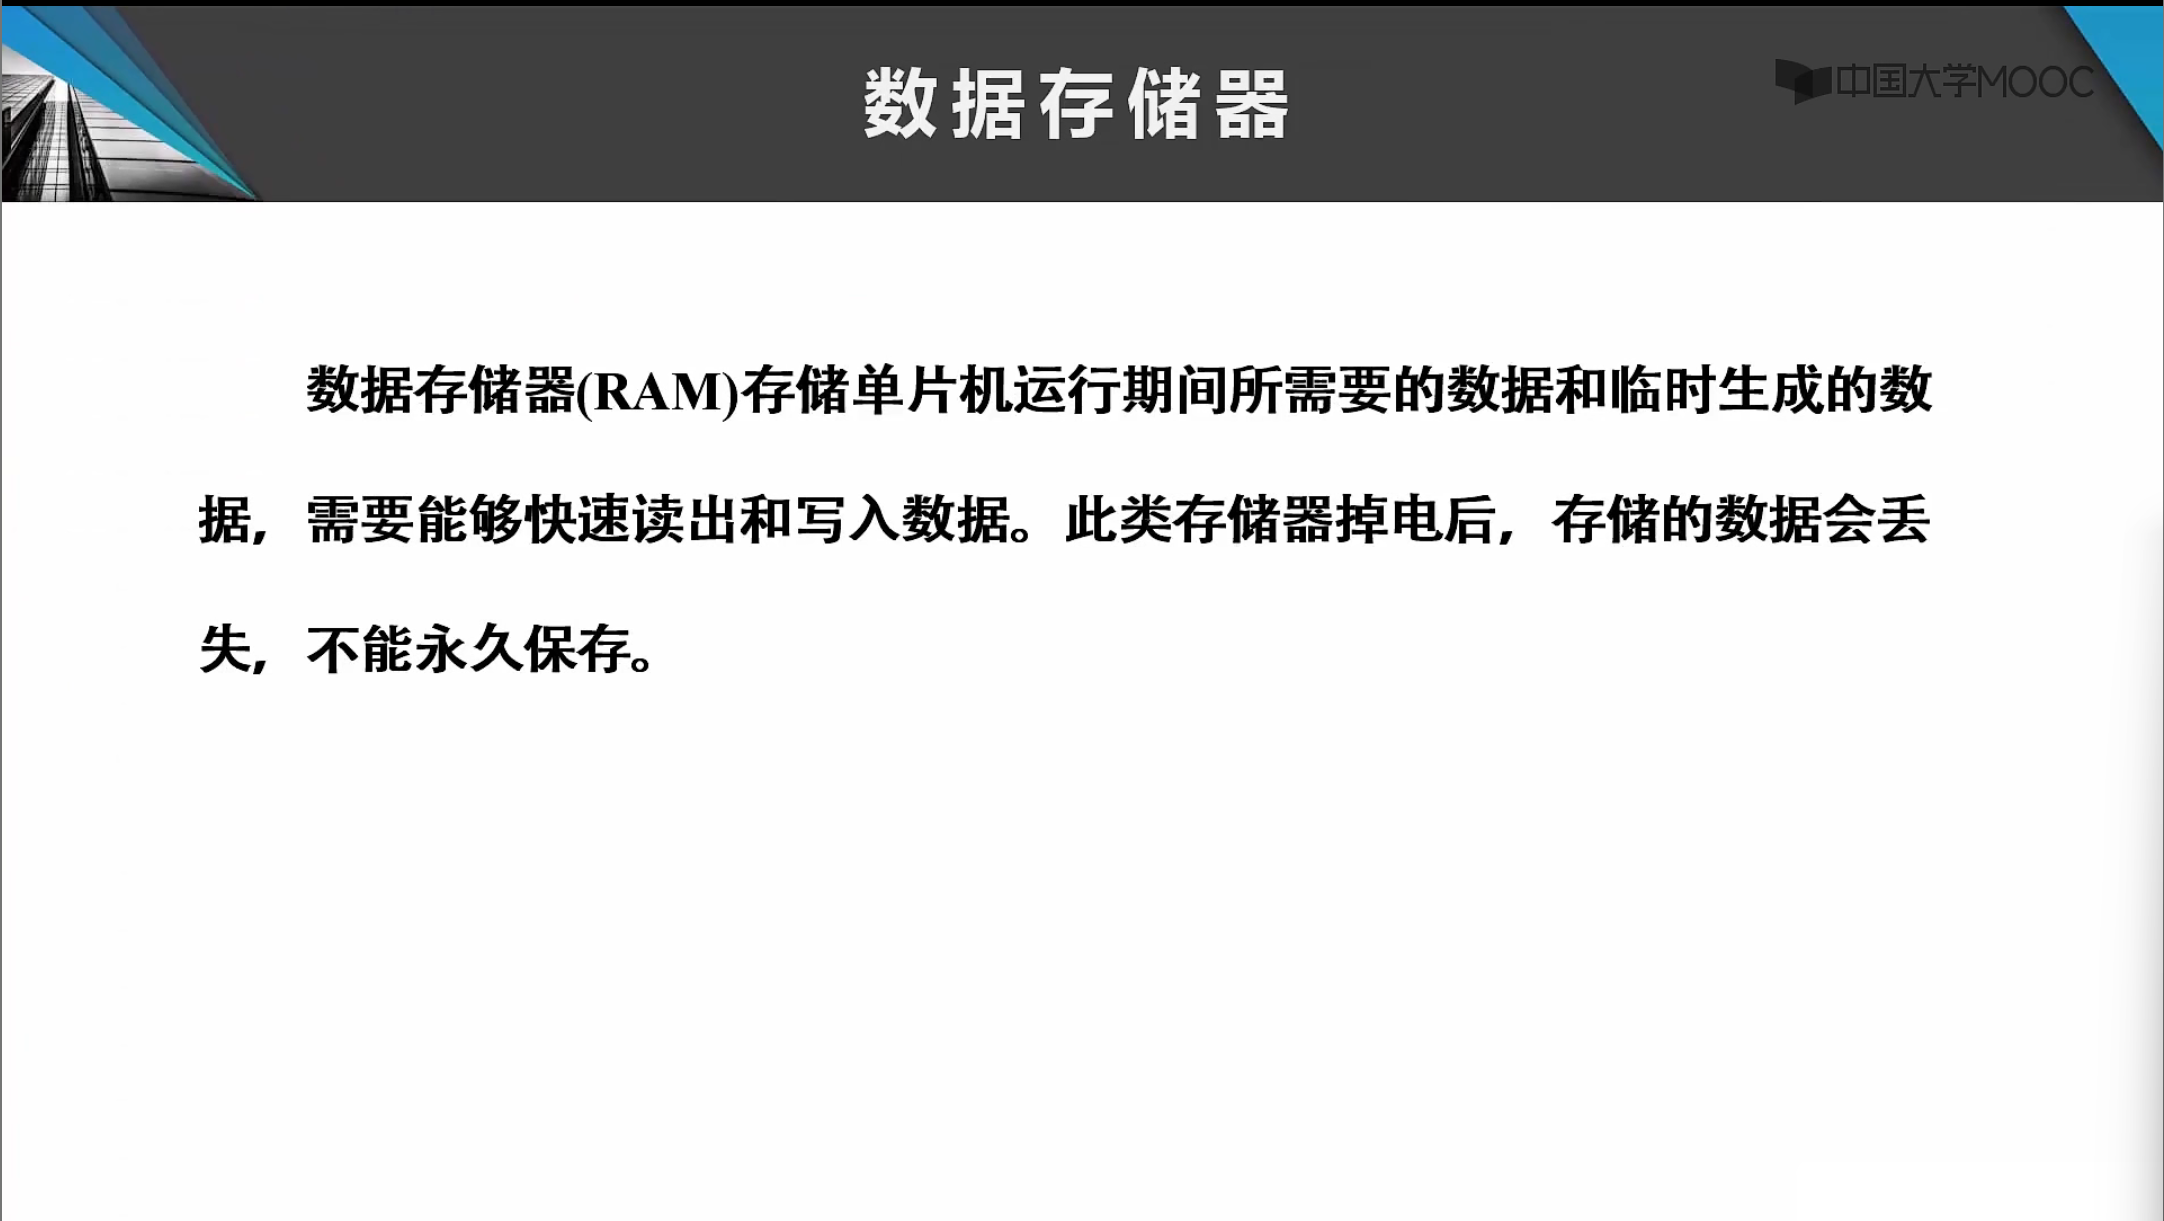 数据存储器
中国大学MOOC
数据存储器(RAM)存储单片机运行期间所需要的数据和临时生成的数
据，需要能够快速读出和写入数据。此类存储器掉电后，存储的数据会丢
失，不能永久保存。